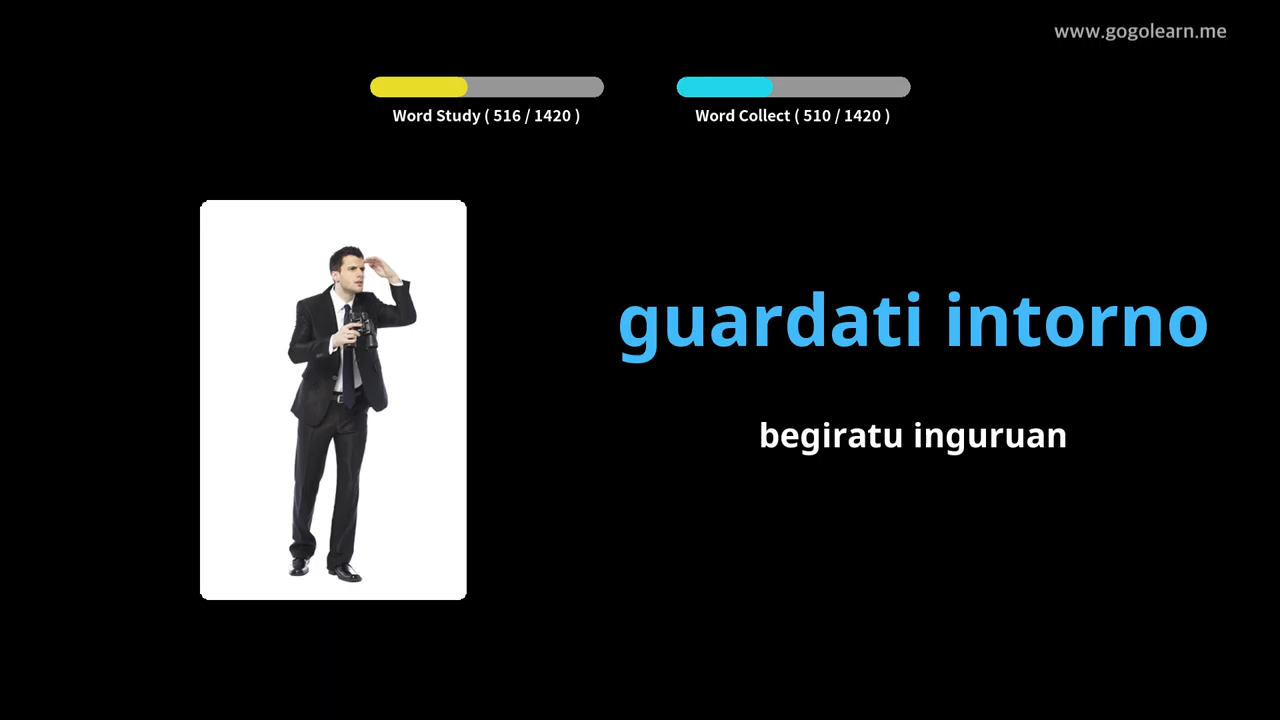 www.gogolearn.me
Word Study ( 516 / 1420 )
Word Collect ( 510 / 1420 )
guardati intorno
begiratu inguruan